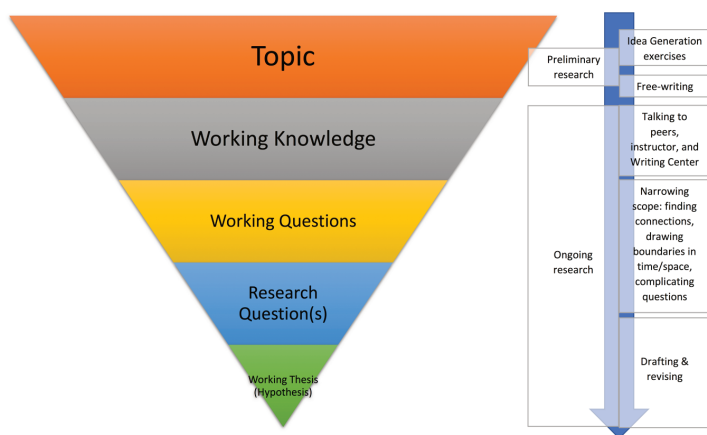 Topic
Working Knowledge
Working Questions
Research
Question(s)
Working Thesis
(Hypothesis)
Preliminary
research
Ongoing
research
Idea Generation
exercises
Free-writing
Talking to
peers,
instructor, and
Writing Center
Narrowing
scope: finding
connections,
drawing
boundaries in
time/space,
complicating
questions
Drafting &
revising